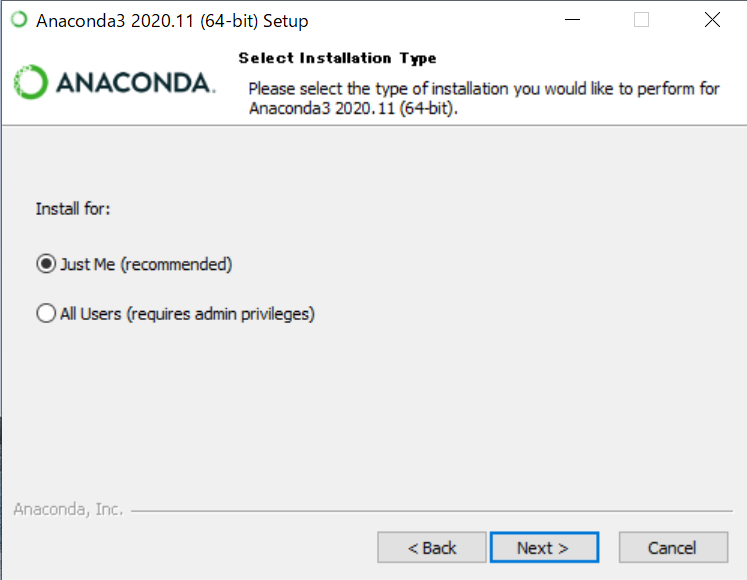 Anaconda3 2020.11 (64-bit) Setup
Select Installation Type
ANACONDA.
Please select the type of installation you would like to perform for
Anaconda3 2020.11 (64-bit).
Install for:
Just Me (recommended)
All Users (requires admin privileges)
Anaconda, Inc.
< Back
Next >
Cancel